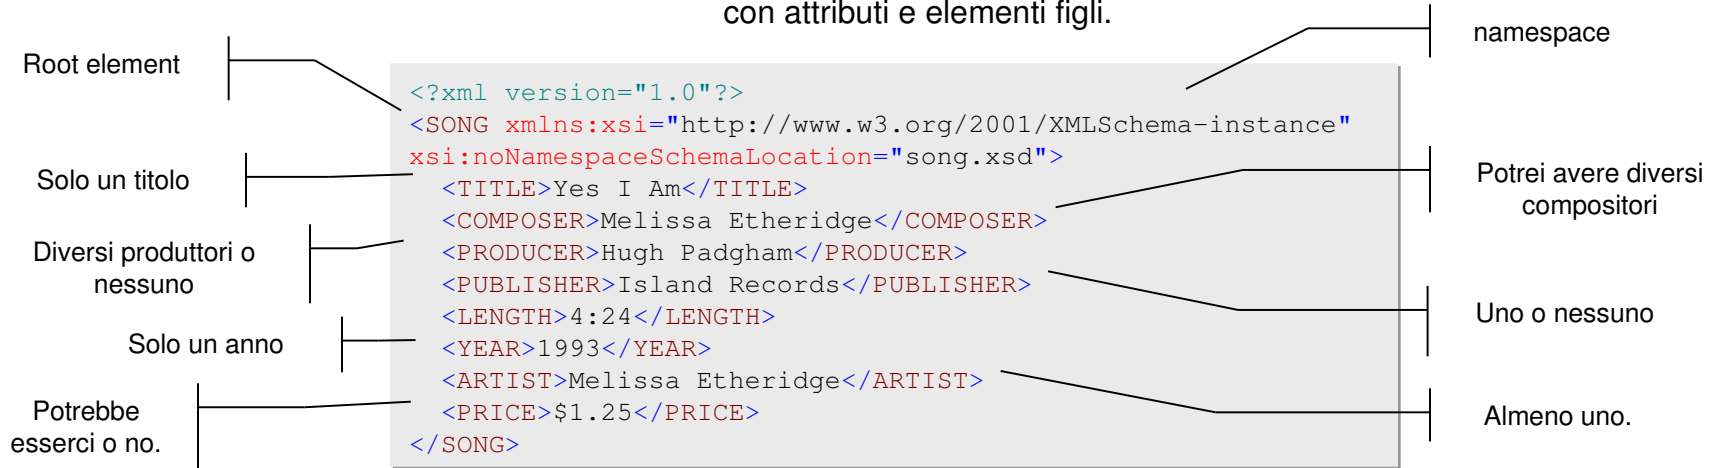 con attributi e elementi figli.
namespace
Root element
<?xml version="1.0"?>
<SONG xmlns:xsi="http://www.w3.org/2001/XMLSchema-instance"
xsi:noNamespaceSchemaLocation="song.xsd">
Solo un titolo
<TITLE>Yes I Am</TITLE>
Potrei avere diversi
compositori
<COMPOSER>Melissa Etheridge</COMPOSER>
Diversi produttori o
nessuno
<PRODUCER>Hugh Padgham</PRODUCER>
<PUBLISHER>Island Records</PUBLISHER>
Uno o nessuno
<LENGTH>4:24</LENGTH>
Solo un anno
<YEAR>1993</YEAR>
<ARTIST>Melissa Etheridge</ARTIST>
Almeno uno.
Potrebbe
esserci o no.
<PRICE>$1.25</PRICE>
</SONG>